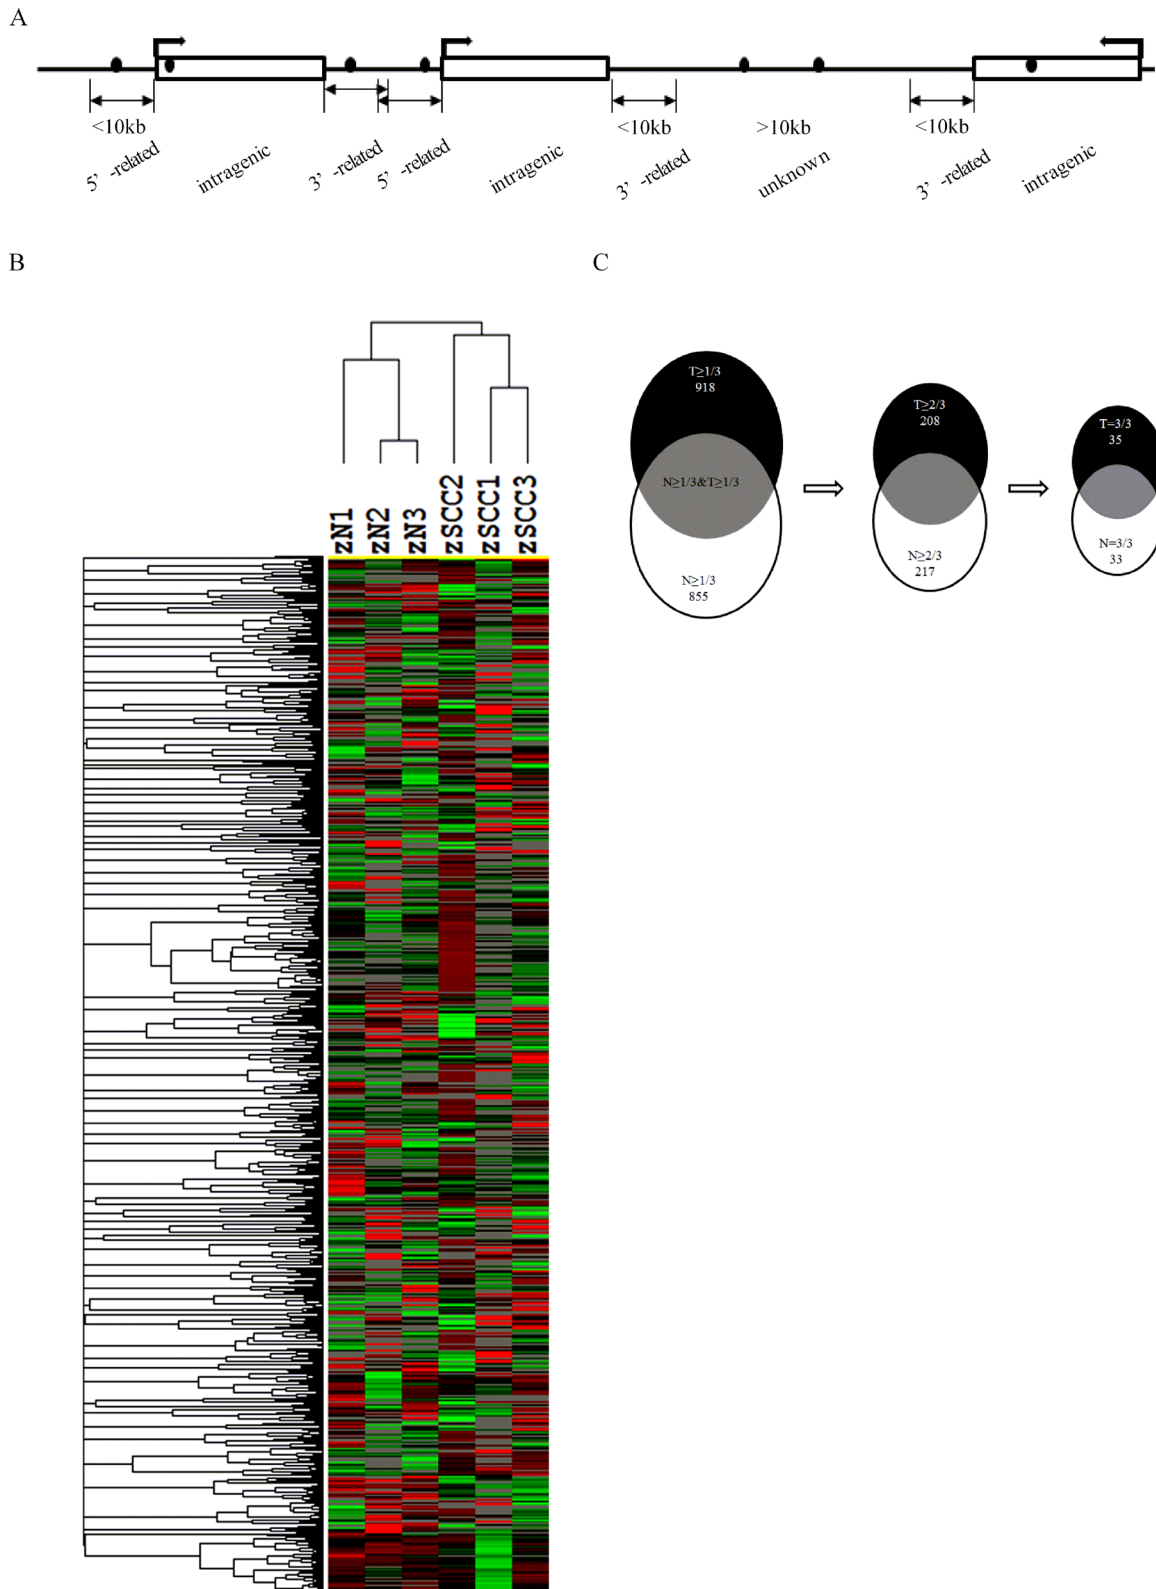 A
<10kb
<10kb
>10kb
<10kb
5’ -related
intragenic
3’ -related
5’ -related
intragenic
3’ -related
unknown
3’ -related
intragenic
B
zN1
zN2
zN3
zSCC2
zSCC1
zSCC3
C
T≥1/3
918
N≥1/3&T≥1/3
N≥1/3
855
T≥2/3
208
N≥2/3
217
T=3/3
35
N=3/3
33